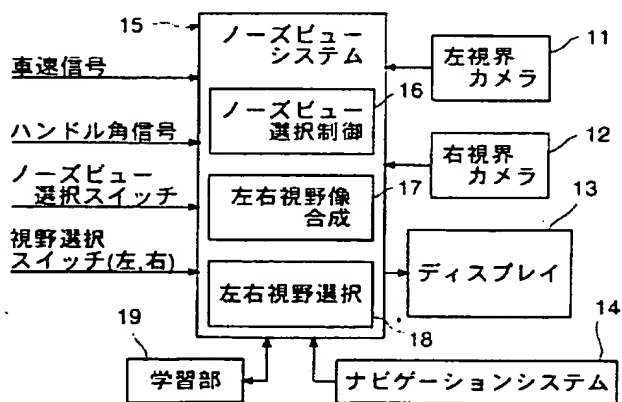 15
ノーズビュー
システム
車速信号
ハンドル角信号
ノーズビュー
選択スイッチ
視野選択
スイッチ(左,右)
16
ノーズビュー
選択制御
17
左右視野像
合成
左右視野選択
18
11
左視界
カメラ
12
右視界
カメラ
13
ディスプレイ
19
学習部
14
ナビゲーションシステム